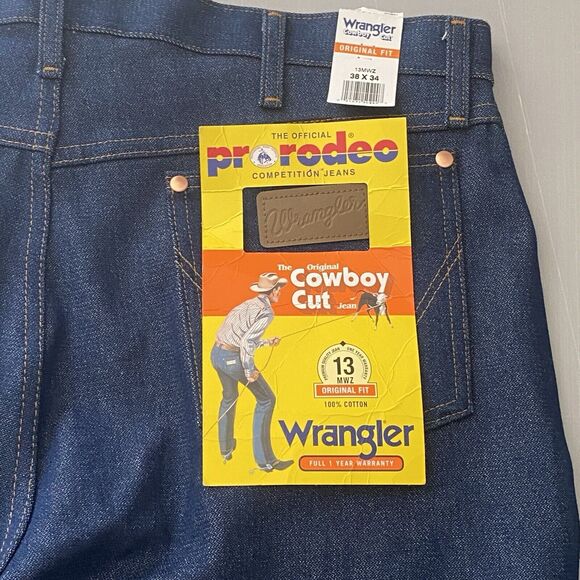 Wrangler
Cowboy Cut
ORIGINAL FIT
13MWZ
38 X 34
THE OFFICIAL
prorodeo®
COMPETITION JEANS
Wrangler
The Original
Cowboy
Cut Jean
13
MWZ
ORIGINAL FIT
100% COTTON
Wrangler
FULL 1 YEAR WARRANTY